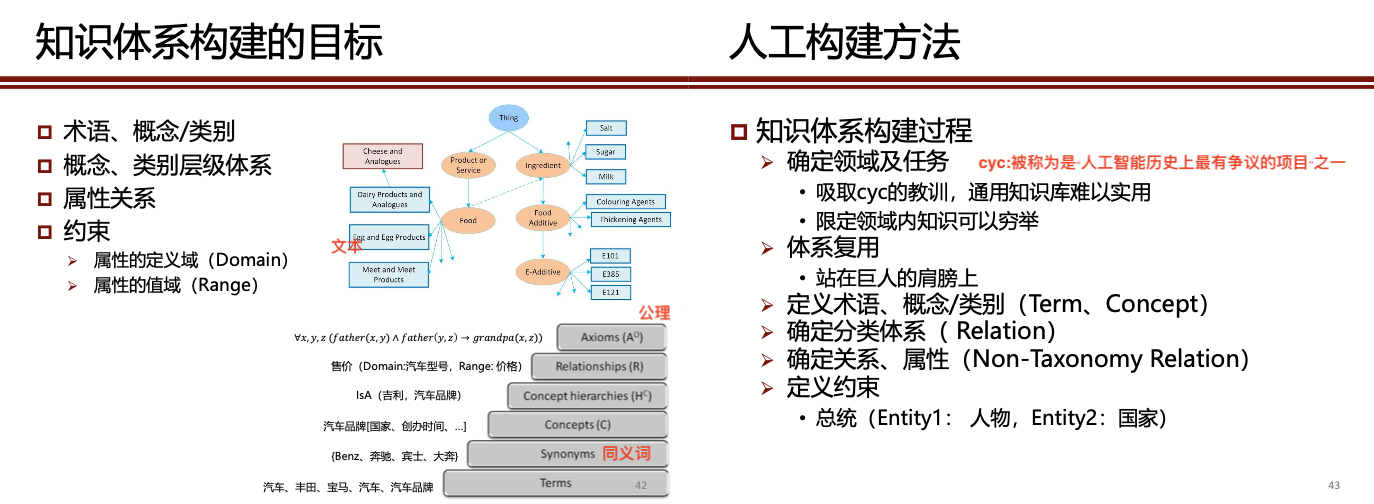 知识体系构建的目标
术语、概念/类别
概念、类别层级体系
属性关系
约束
属性的定义域（Domain）
属性的值域（Range）
Thing
Cheese and
Analogues
Product or
Service
Ingredient
Salt
Sugar
Milk
Dairy Products and
Analogues
Food
Food
Additive
Colouring Agents
Thickening Agents
Egg and Egg Products
文本
Meet and Meet
Products
E-Additive
E101
E385
E121
公理
∀x, y, z (father(x, y) ∧ father(y, z) → grandpa(x, z))
Axioms (Aᴼ)
售价（Domain:汽车型号，Range: 价格）
Relationships (R)
IsA（吉利，汽车品牌）
Concept hierarchies (Hᶜ)
汽车品牌[国家、创办时间、...]
Concepts (C)
{Benz、奔驰、宾士、大奔}
Synonyms 同义词
汽车、丰田、宝马、汽车、汽车品牌
Terms
42
人工构建方法
知识体系构建过程
确定领域及任务
cyc:被称为是·人工智能历史上最有争议的项目·之一
• 吸取cyc的教训，通用知识库难以实用
• 限定领域内知识可以穷举
体系复用
• 站在巨人的肩膀上
定义术语、概念/类别（Term、Concept）
确定分类体系（ Relation）
确定关系、属性（Non-Taxonomy Relation）
定义约束
• 总统（Entity1： 人物，Entity2：国家）
43